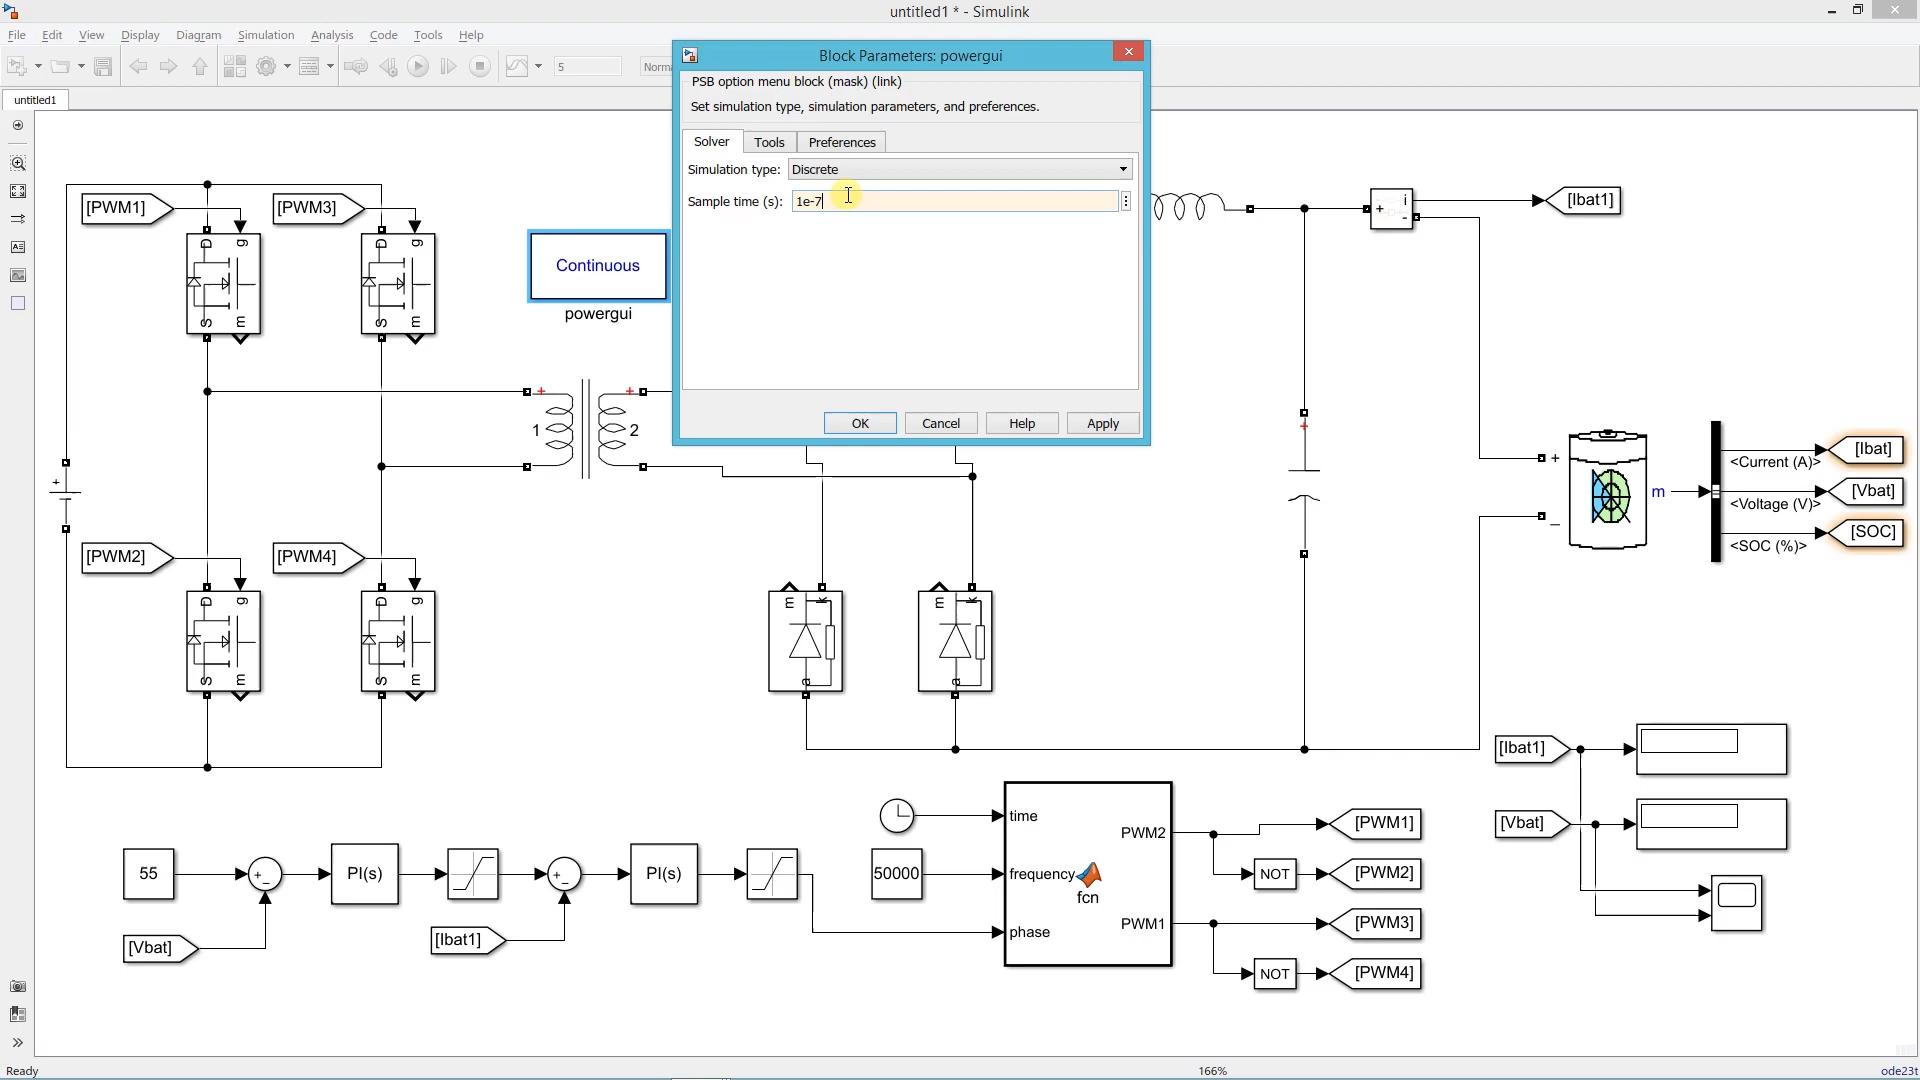 untitled1 * - Simulink
File Edit View Display Diagram Simulation Analysis Code Tools Help
5
Norma
untitled1
Block Parameters: powergui
PSB option menu block (mask) (link)
Set simulation type, simulation parameters, and preferences.
Solver Tools Preferences
Simulation type: Discrete
Sample time (s): 1e-7
OK Cancel Help Apply
[PWM1]
[PWM3]
D g
S m
D g
S m
Continuous
powergui
+ i -
[Ibat1]
+ +
1 2
+
[PWM2]
[PWM4]
D g
S m
D g
S m
m k
a
m k
a
+
+
_
m
<Current (A)>
[Ibat]
<Voltage (V)>
[Vbat]
<SOC (%)>
[SOC]
[Ibat1]
[Vbat]
55
+
_
PI(s)
+
_
PI(s)
[Vbat]
[Ibat1]
50000
time
frequency
phase
fcn
PWM2
PWM1
NOT
NOT
[PWM1]
[PWM2]
[PWM3]
[PWM4]
Ready
166%
ode23t